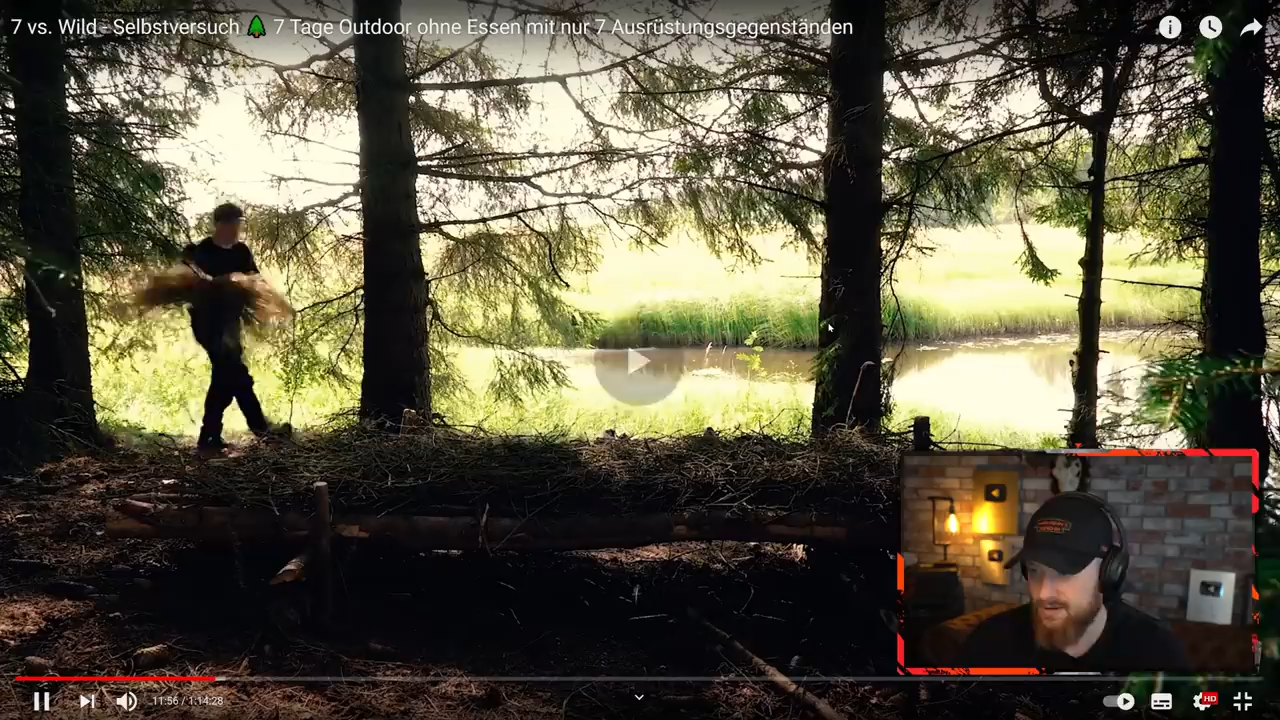 7 vs. Wild - Selbstversuch 🌲 7 Tage Outdoor ohne Essen mit nur 7 Ausrüstungsgegenständen
11:56 / 1:14:28
HD